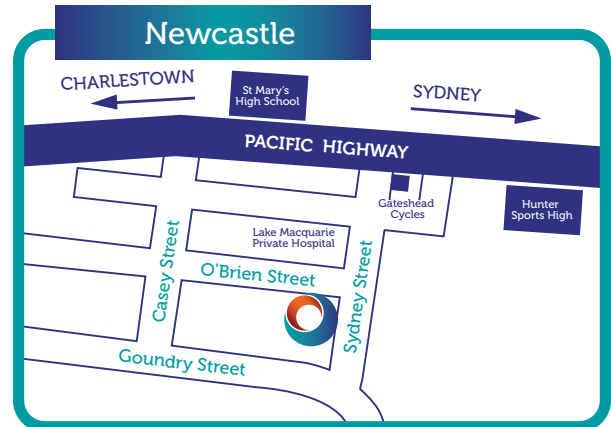 Newcastle
CHARLESTOWN
St Mary's
High School
SYDNEY
PACIFIC HIGHWAY
Gateshead
Cycles
Hunter
Sports High
Lake Macquarie
Private Hospital
Casey Street
O'Brien Street
Sydney Street
Goundry Street